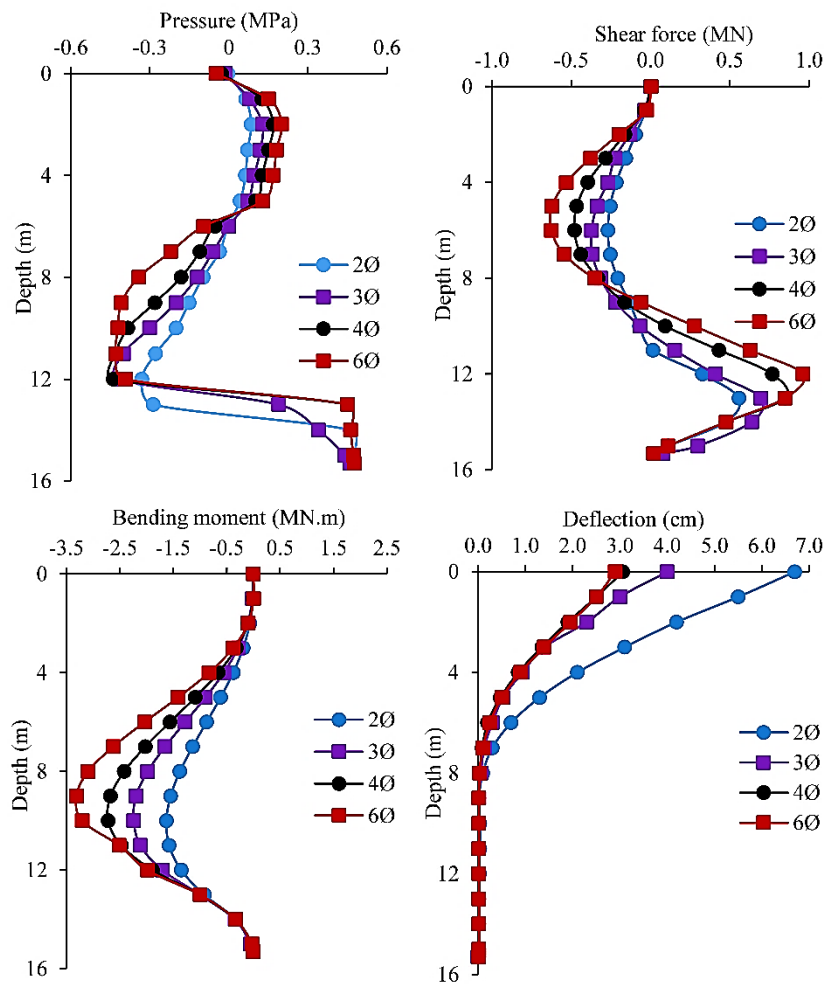 Pressure (MPa)
-0.6 -0.3 0 0.3 0.6
0
4
8
12
16
Depth (m)
2Ø
3Ø
4Ø
6Ø
Shear force (MN)
-1.0 -0.5 0.0 0.5 1.0
0
4
8
12
16
Depth (m)
2Ø
3Ø
4Ø
6Ø
Bending moment (MN.m)
-3.5 -2.5 -1.5 -0.5 0.5 1.5 2.5
0
4
8
12
16
Depth (m)
2Ø
3Ø
4Ø
6Ø
Deflection (cm)
0.0 1.0 2.0 3.0 4.0 5.0 6.0 7.0
0
4
8
12
16
Depth (m)
2Ø
3Ø
4Ø
6Ø